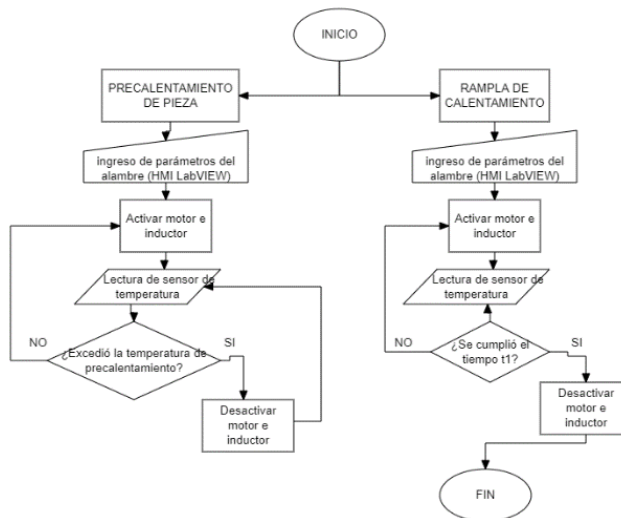 INICIO
PRECALENTAMIENTO
DE PIEZA
ingreso de parámetros del
alambre (HMI LabVIEW)
Activar motor e
inductor
Lectura de sensor de
temperatura
NO
SI
¿Excedió la temperatura de
precalentamiento?
Desactivar
motor e
inductor
RAMPLA DE
CALENTAMIENTO
ingreso de parámetros del
alambre (HMI LabVIEW)
Activar motor e
inductor
Lectura de sensor de
temperatura
NO
SI
¿Se cumplió el
tiempo t1?
Desactivar
motor e
inductor
FIN